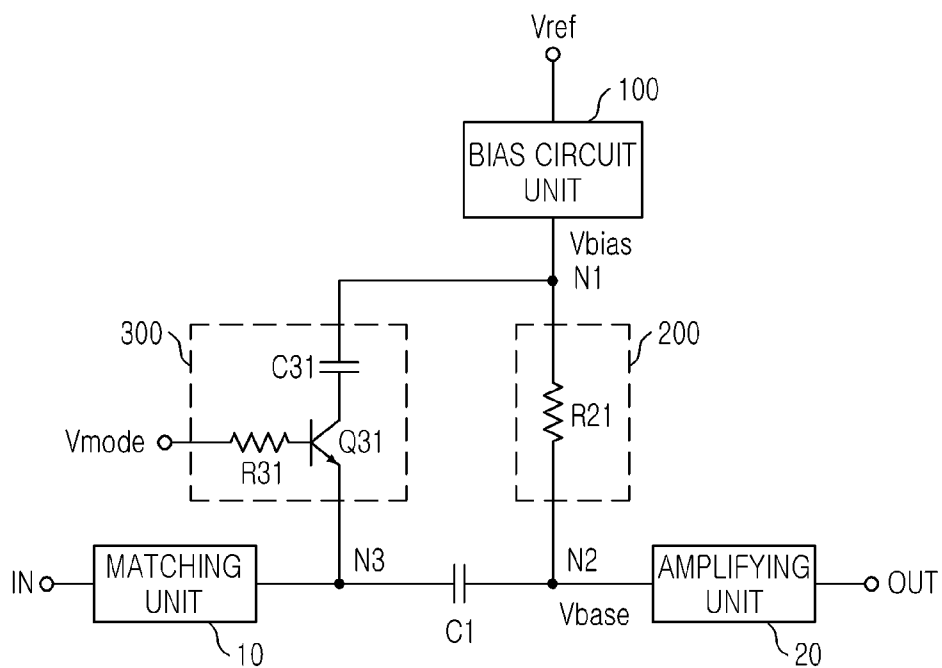 Vref
100
BIAS CIRCUIT
UNIT
Vbias
N1
300
200
C31
R21
Vmode
Q31
R31
N3
N2
IN
MATCHING
UNIT
AMPLIFYING
UNIT
OUT
C1
Vbase
10
20